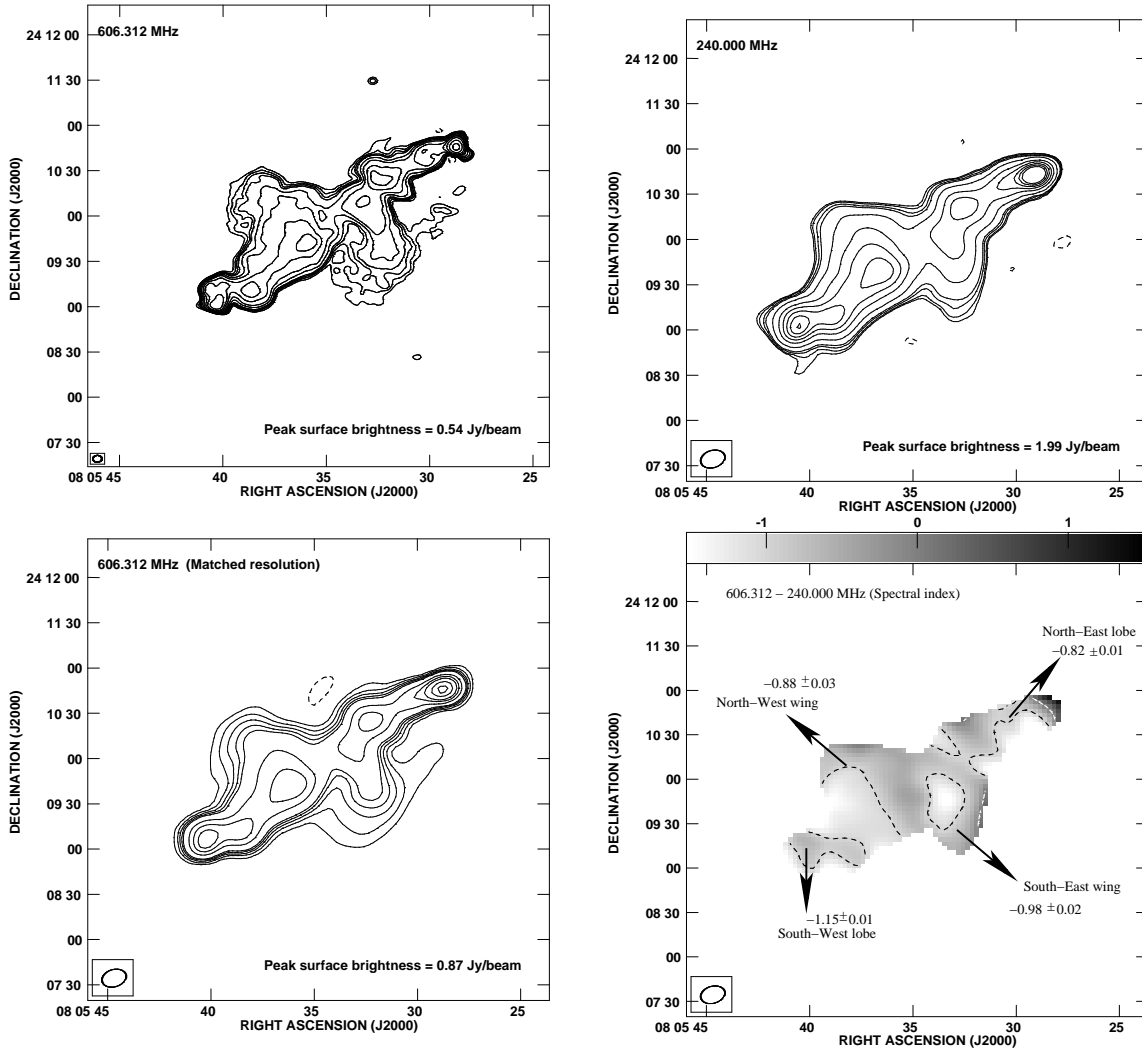 606.312 MHz
24 12 00
11 30
00
10 30
00
09 30
00
08 30
00
07 30
DECLINATION (J2000)
Peak surface brightness = 0.54 Jy/beam
08 05 45
40
35
30
25
RIGHT ASCENSION (J2000)
240.000 MHz
24 12 00
11 30
00
10 30
00
09 30
00
08 30
00
07 30
DECLINATION (J2000)
Peak surface brightness = 1.99 Jy/beam
08 05 45
40
35
30
25
RIGHT ASCENSION (J2000)
606.312 MHz (Matched resolution)
24 12 00
11 30
00
10 30
00
09 30
00
08 30
00
07 30
DECLINATION (J2000)
Peak surface brightness = 0.87 Jy/beam
08 05 45
40
35
30
25
RIGHT ASCENSION (J2000)
-1
0
1
606.312 − 240.000 MHz (Spectral index)
North−East lobe
−0.82 ±0.01
−0.88 ±0.03
North−West wing
South−East wing
−0.98 ±0.02
−1.15±0.01
South−West lobe
24 12 00
11 30
00
10 30
00
09 30
00
08 30
00
07 30
DECLINATION (J2000)
08 05 45
40
35
30
25
RIGHT ASCENSION (J2000)